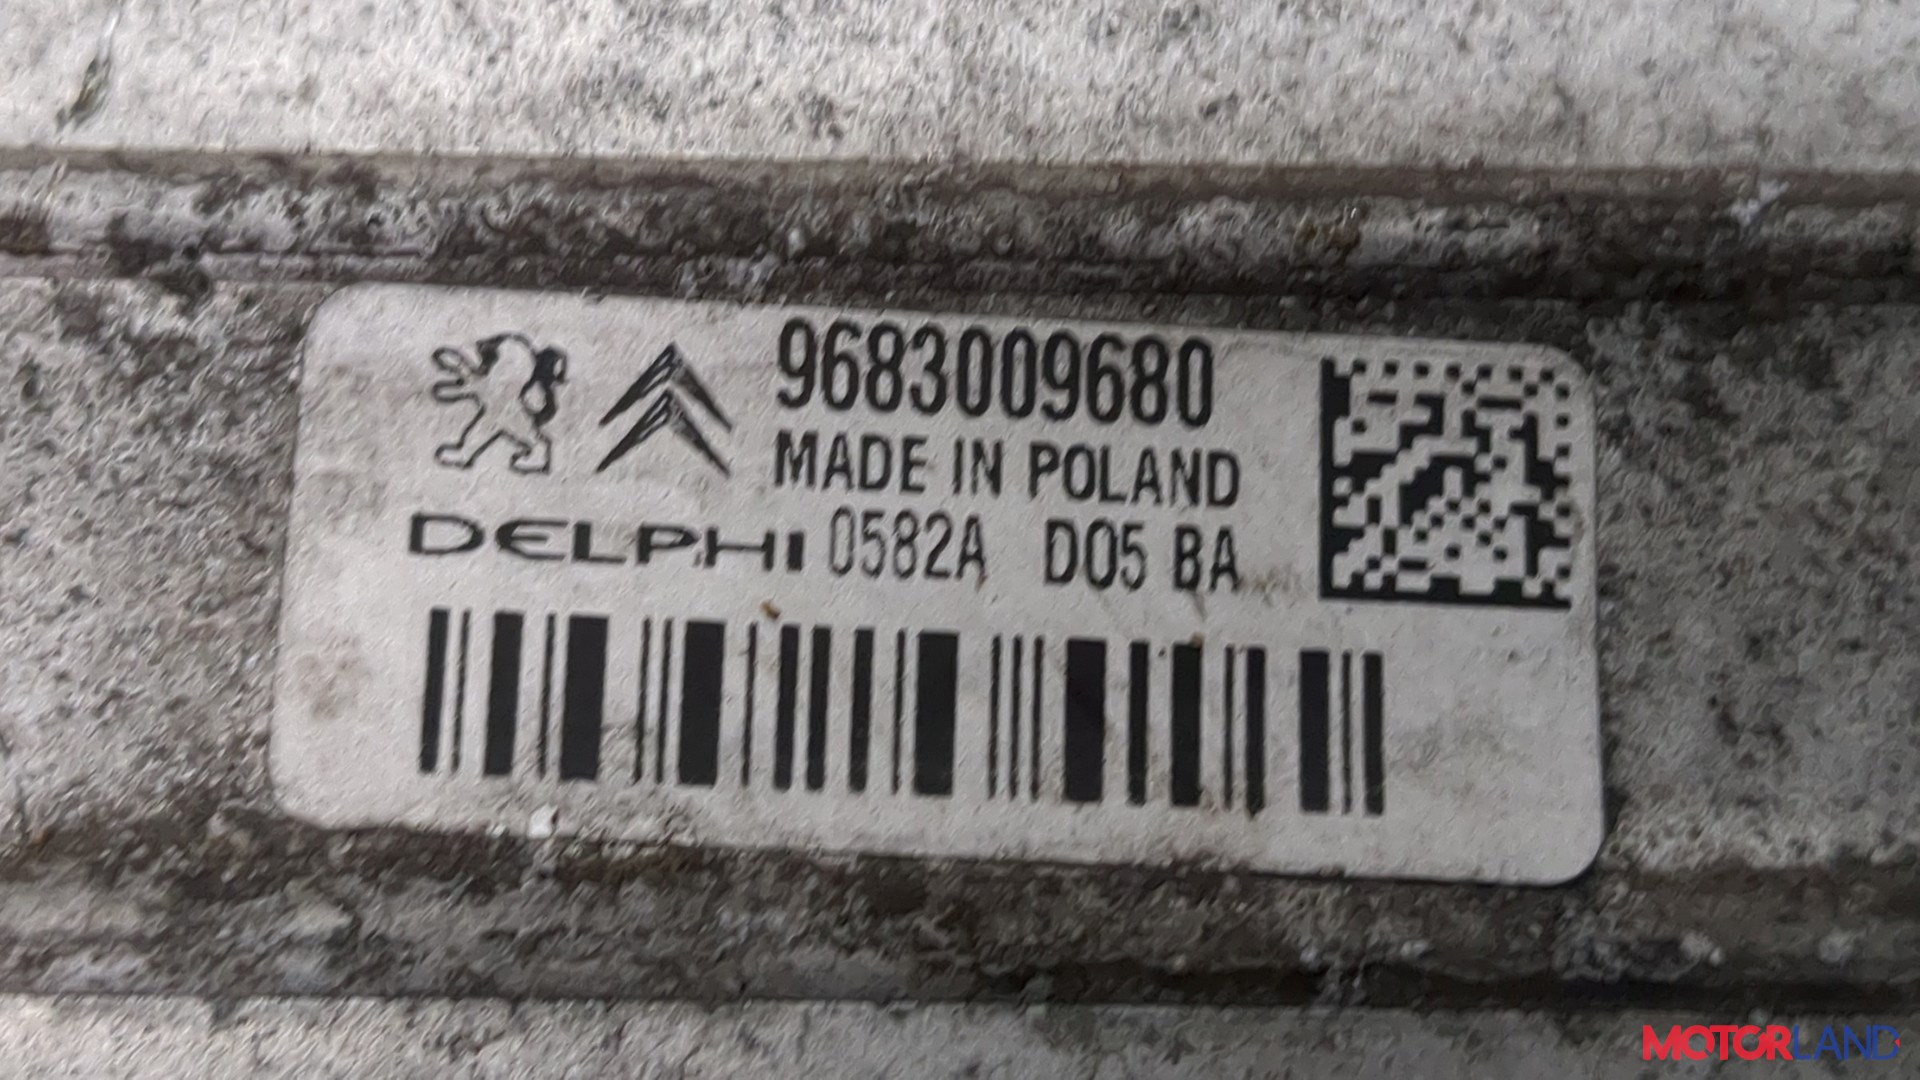 9683009680
MADE IN POLAND
DELPHI 0582A D05 BA
MOTORLAND